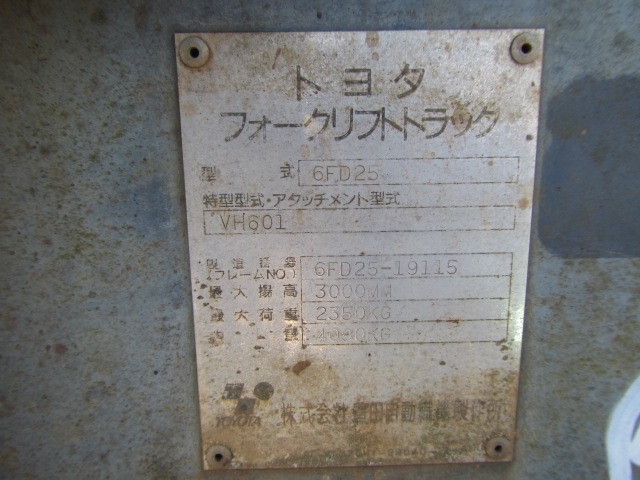 トヨタ
フォークリフトトラック
型 式 6FD25
特型型式・アタッチメント型式
VH601
番号
(フレームNO.) 6FD25-19115
最大揚高 3000MM
最大荷重 2350KG
TOYOTA 株式会社 豊田自動織機製作所